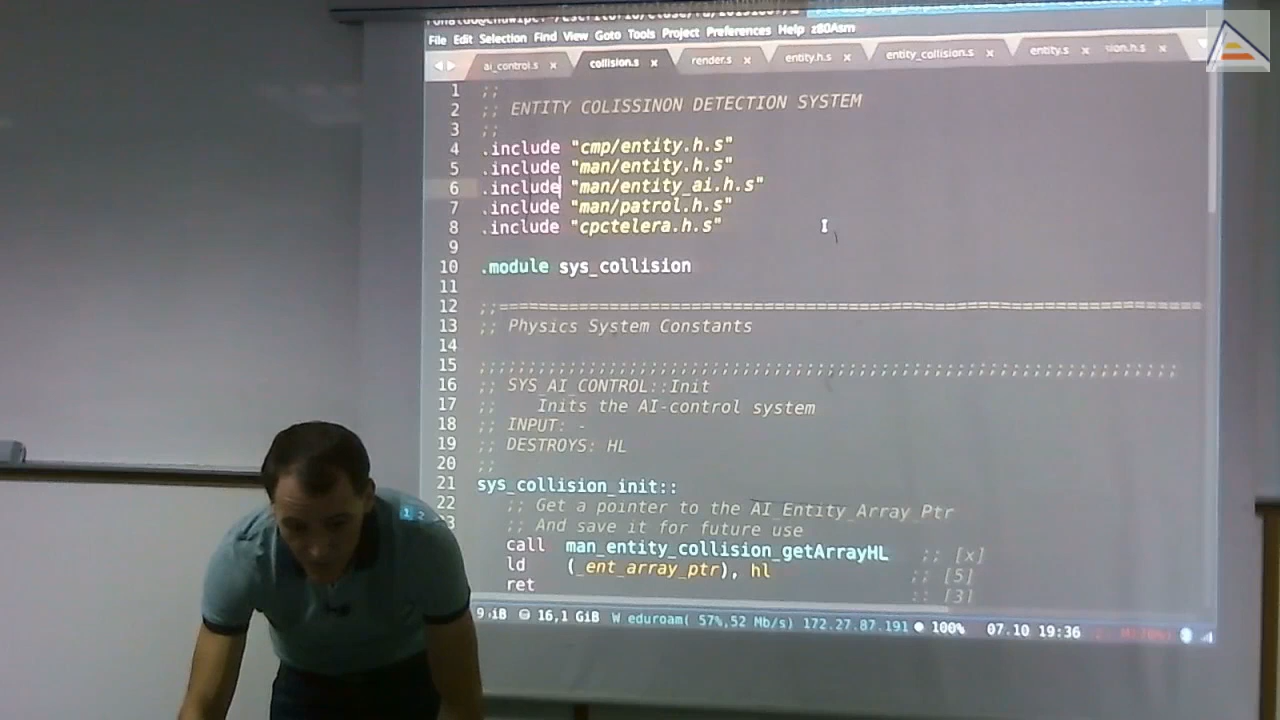 File Edit Selection Find View Goto Tools Project Preferences Help z80Asm
ai_control.s × collision.s × render.s × entity.h.s × entity_collision.s × entity.s × sion.h.s ×
1 ;;
2 ;; ENTITY COLISSINON DETECTION SYSTEM
3 ;;
4 .include "cmp/entity.h.s"
5 .include "man/entity.h.s"
6 .include "man/entity_ai.h.s"
7 .include "man/patrol.h.s"
8 .include "cpctelera.h.s"
9
10 .module sys_collision
11
12 ;;=====================================================================
13 ;; Physics System Constants
14
15 ;;;;;;;;;;;;;;;;;;;;;;;;;;;;;;;;;;;;;;;;;;;;;;;;;;;;;;;;;;;;;;;;;;;;;;
16 ;; SYS_AI_CONTROL::Init
17 ;; Inits the AI-control system
18 ;; INPUT: -
19 ;; DESTROYS: HL
20 ;;
21 sys_collision_init::
22 ;; Get a pointer to the AI_Entity_Array_Ptr
23 ;; And save it for future use
call man_entity_collision_getArrayHL ;; [x]
ld (_ent_array_ptr), hl ;; [5]
ret ;; [3]
1 2
16,1 GiB W eduroam( 57%,52 Mb/s) 172.27.87.191 100% 07.10 19:36